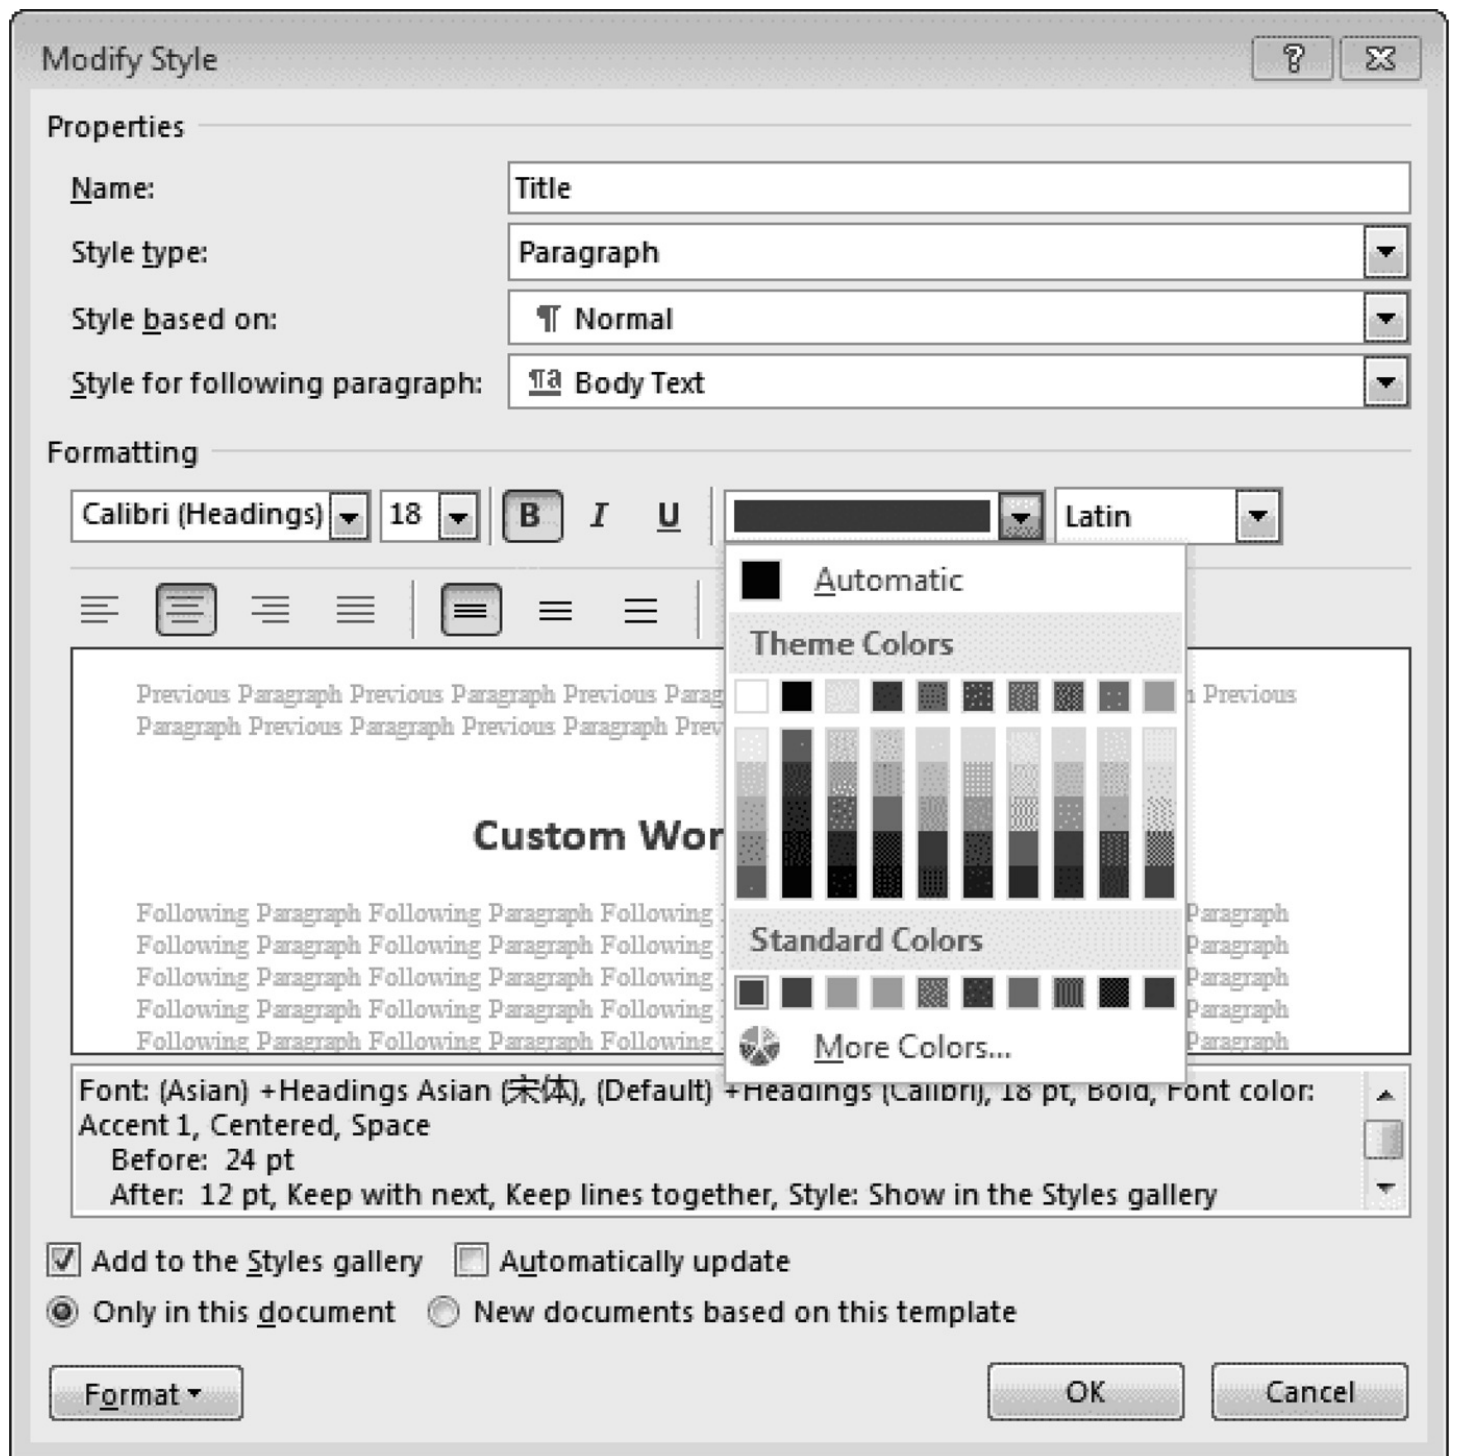 Modify Style
Properties
Name: Title
Style type: Paragraph
Style based on: ¶ Normal
Style for following paragraph: ¶a Body Text
Formatting
Calibri (Headings) 18 B I U Latin
Automatic
Theme Colors
Previous Paragraph Previous Paragraph Previous Parag Previous
Paragraph Previous Paragraph Previous Paragraph Prev
Custom Wor
Following Paragraph Following Paragraph Following Paragraph
Following Paragraph Following Paragraph Following Paragraph
Standard Colors
Following Paragraph Following Paragraph Following Paragraph
Following Paragraph Following Paragraph Following Paragraph
Following Paragraph Following Paragraph Following Paragraph
More Colors...
Font: (Asian) +Headings Asian (宋体), (Default) +Headings (Calibri), 18 pt, Bold, Font color:
Accent 1, Centered, Space
Before: 24 pt
After: 12 pt, Keep with next, Keep lines together, Style: Show in the Styles gallery
Add to the Styles gallery Automatically update
Only in this document New documents based on this template
Format OK Cancel